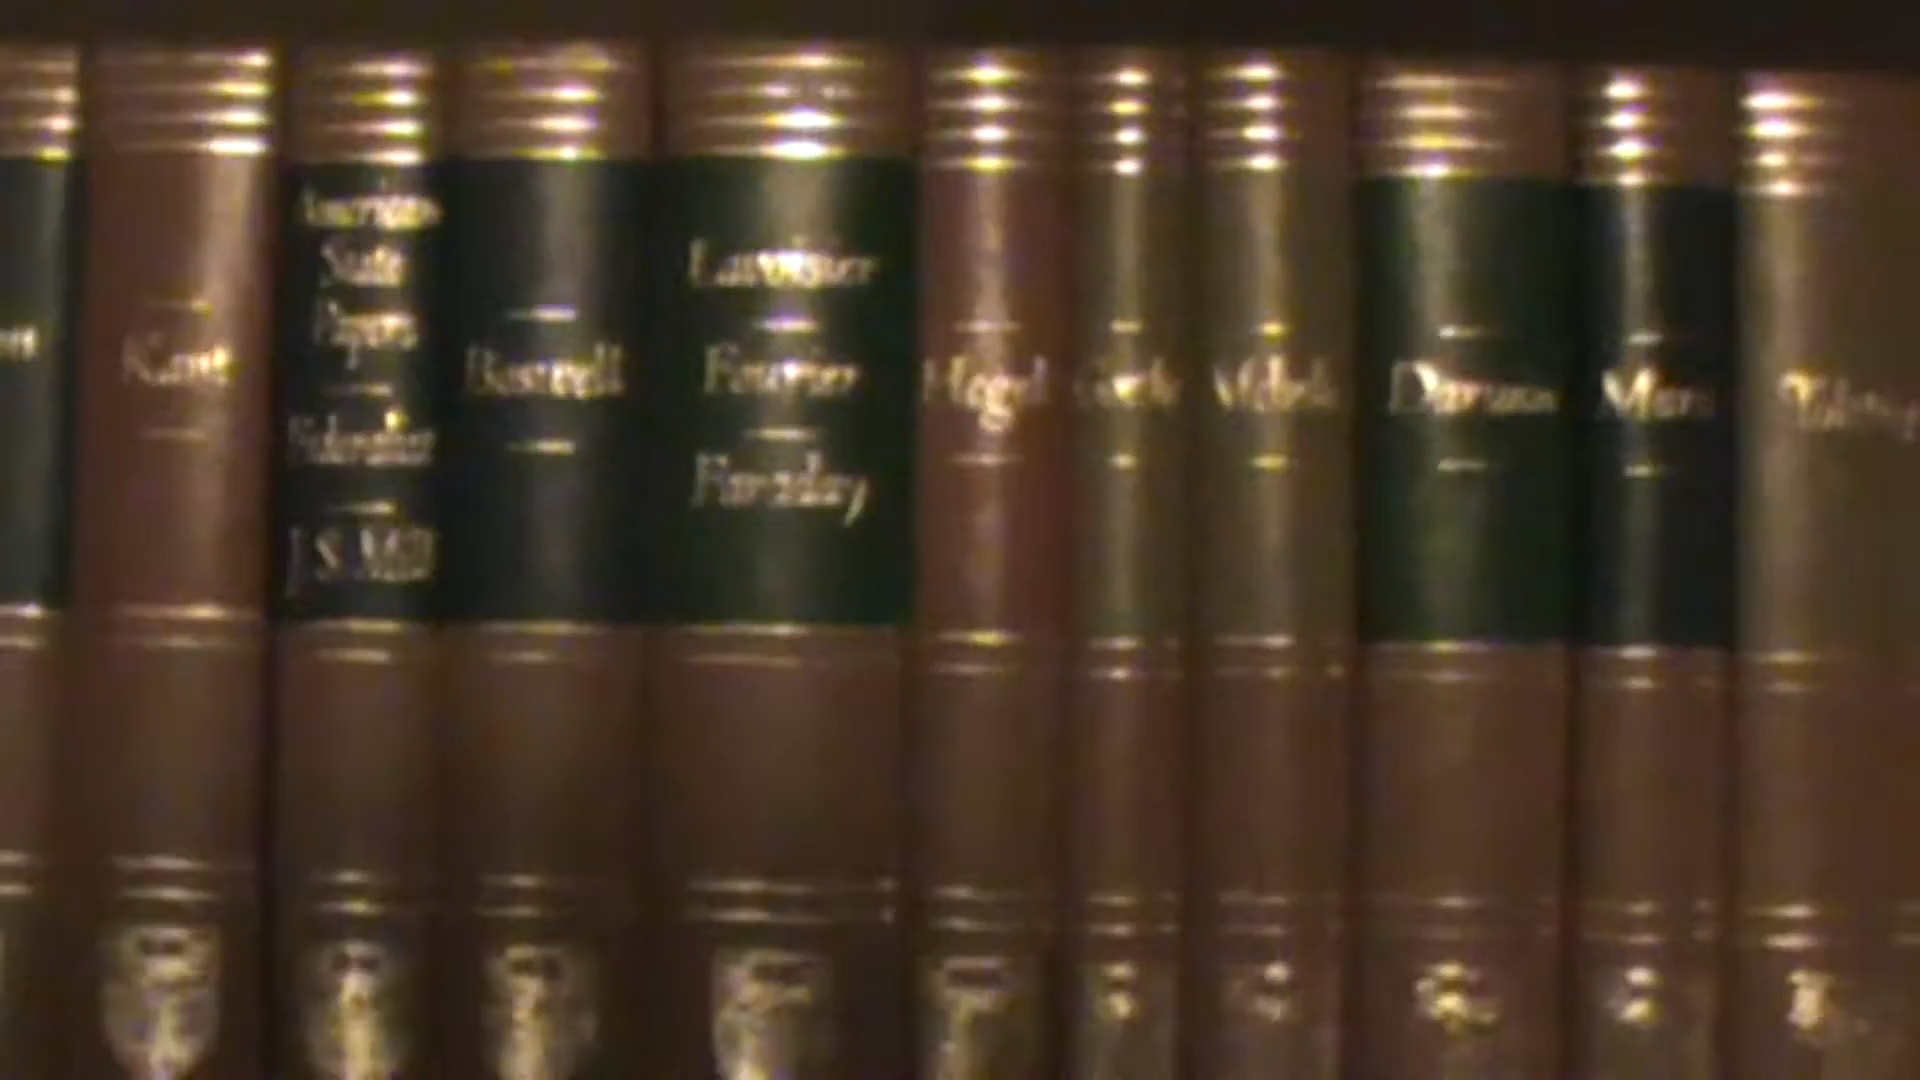 Kant
American
State
Papers
Federalist
J.S. Mill
Boswell
Lavoisier
Fourier
Faraday
Hegel
Darwin
Marx